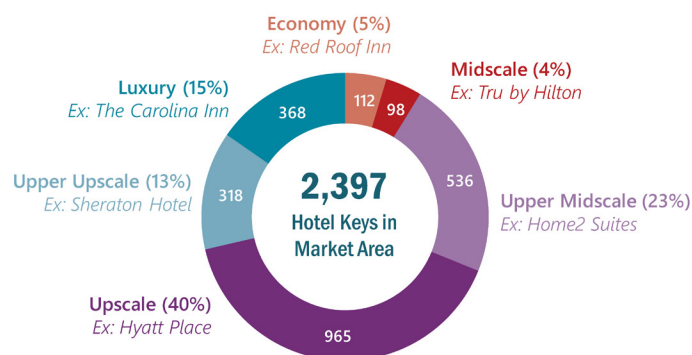 Economy (5%)
Ex: Red Roof Inn
Midscale (4%)
Ex: Tru by Hilton
Luxury (15%)
Ex: The Carolina Inn
112
98
368
Upper Upscale (13%)
Ex: Sheraton Hotel
318
2,397
Hotel Keys in
Market Area
536
Upper Midscale (23%)
Ex: Home2 Suites
Upscale (40%)
Ex: Hyatt Place
965